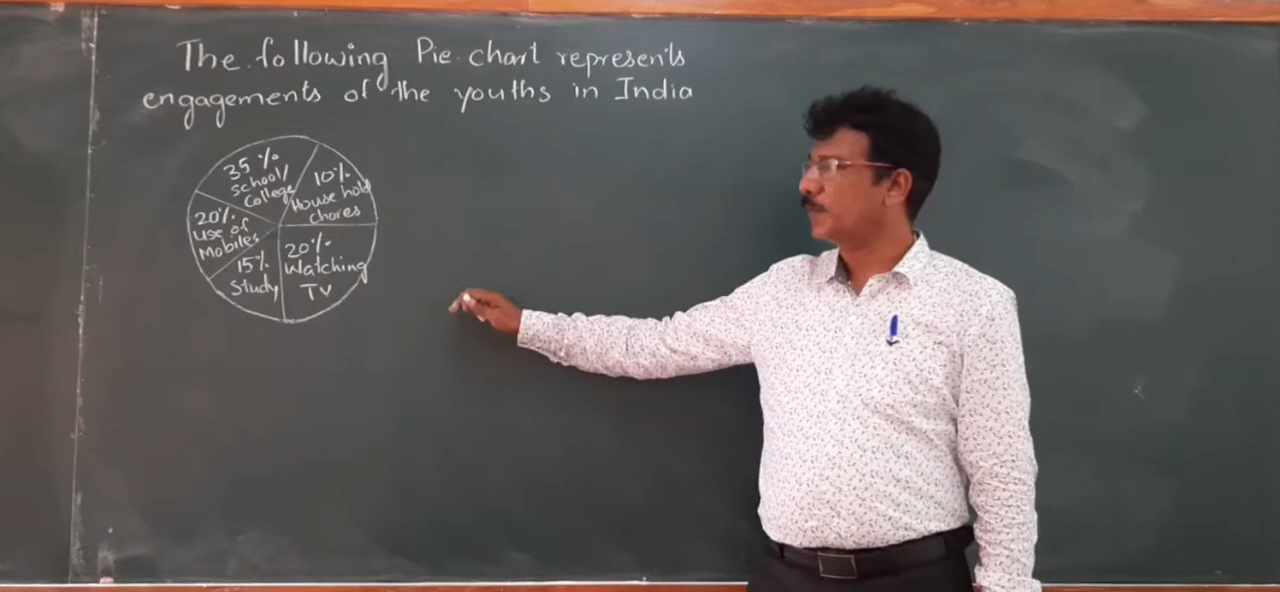 The following Pie chart represents
engagements of the youths in India
35%
School/
College
10%
House hold
chores
20%
Use of
Mobiles
15%
Study
20%
Watching
TV